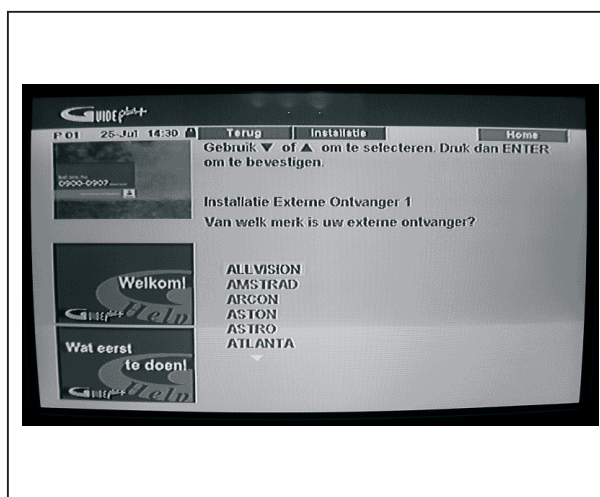 GUIDE plus+
P 01 25-Jul 14:30 Terug Installatie Home
Gebruik ▼ of ▲ om te selecteren. Druk dan ENTER
om te bevestigen.
0900-0907
Installatie Externe Ontvanger 1
Van welk merk is uw externe ontvanger?
ALLVISION
AMSTRAD
ARCON
ASTON
ASTRO
ATLANTA
Welkom!
GUIDE plus+ Help
Wat eerst
te doen!
GUIDE plus+ Help